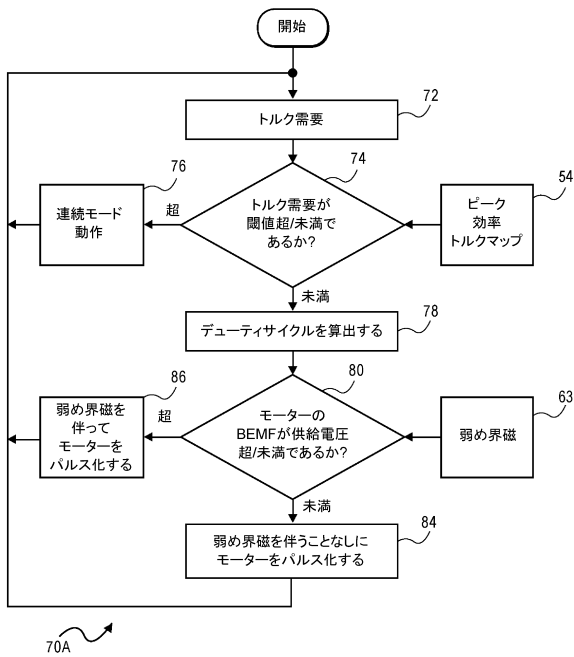 開始
72
トルク需要
74
トルク需要が
閾値超/未満で
あるか?
76
連続モード
動作
超
54
ピーク
効率
トルクマップ
未満
78
デューティサイクルを算出する
80
モーターの
BEMFが供給電圧
超/未満であるか?
86
弱め界磁を
伴って
モーターを
パルス化する
超
63
弱め界磁
未満
84
弱め界磁を伴うことなしに
モーターをパルス化する
70A